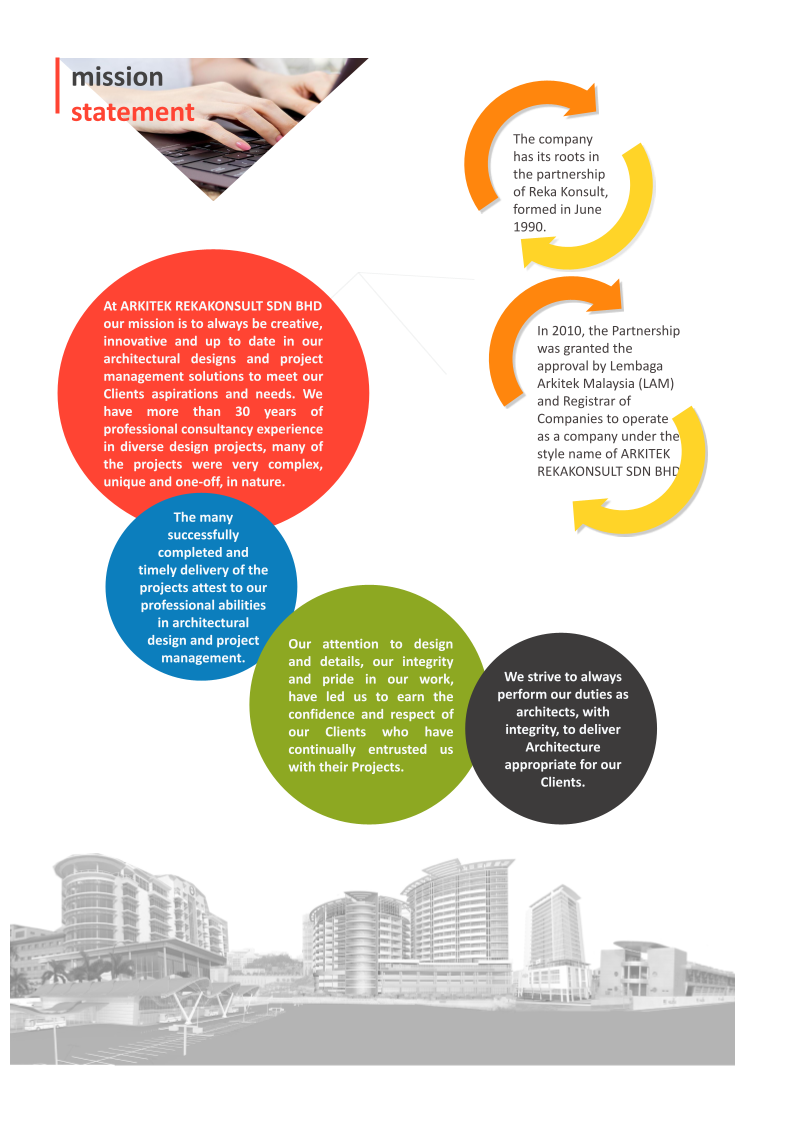 mission
statement
The company
has its roots in
the partnership
of Reka Konsult,
formed in June
1990.
In 2010, the Partnership
was granted the
approval by Lembaga
Arkitek Malaysia (LAM)
and Registrar of
Companies to operate
as a company under the
style name of ARKITEK
REKAKONSULT SDN BHD
At ARKITEK REKAKONSULT SDN BHD
our mission is to always be creative,
innovative and up to date in our
architectural designs and project
management solutions to meet our
Clients aspirations and needs. We
have more than 30 years of
professional consultancy experience
in diverse design projects, many of
the projects were very complex,
unique and one-off, in nature.
The many
successfully
completed and
timely delivery of the
projects attest to our
professional abilities
in architectural
design and project
management.
Our attention to design
and details, our integrity
and pride in our work,
have led us to earn the
confidence and respect of
our Clients who have
continually entrusted us
with their Projects.
We strive to always
perform our duties as
architects, with
integrity, to deliver
Architecture
appropriate for our
Clients.